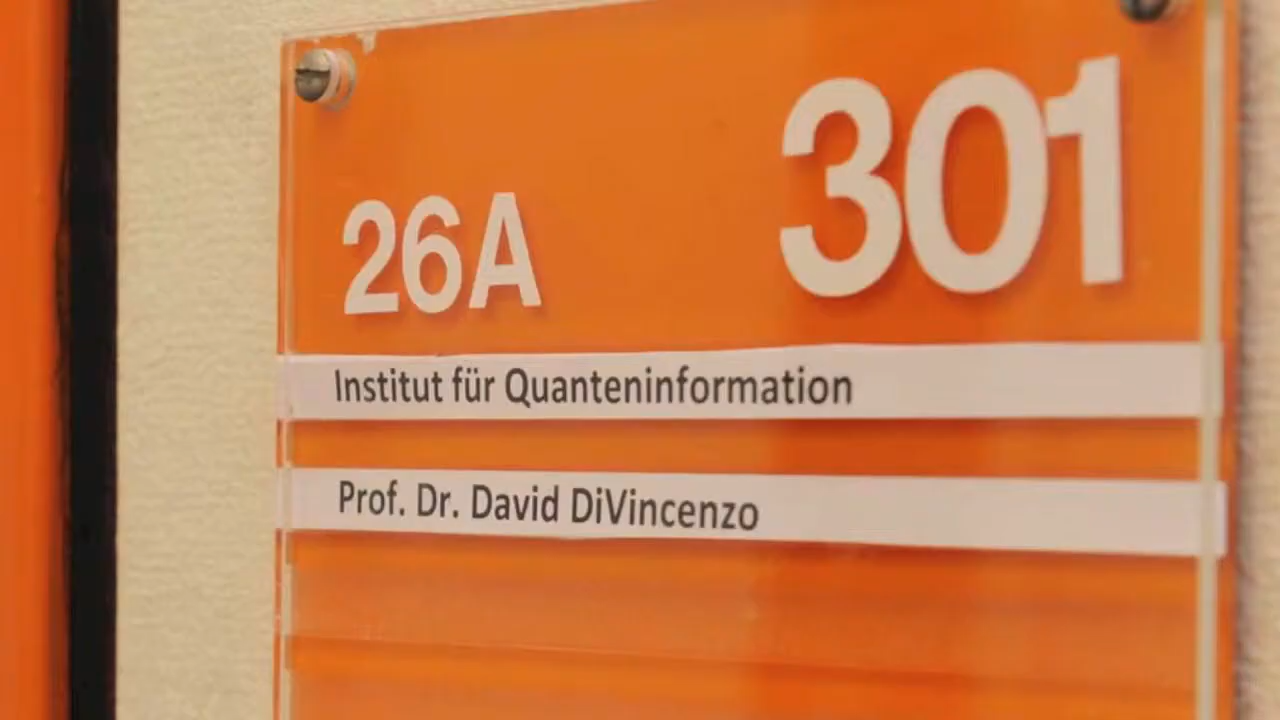 26A 301
Institut für Quanteninformation
Prof. Dr. David DiVincenzo